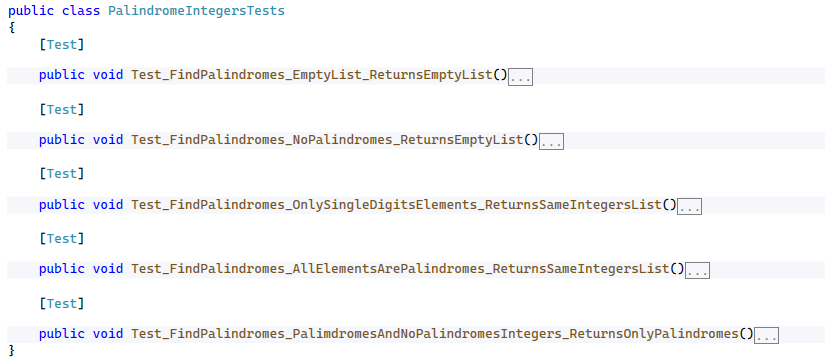 public class PalindromeIntegersTests
{
[Test]
public void Test_FindPalindromes_EmptyList_ReturnsEmptyList()...
[Test]
public void Test_FindPalindromes_NoPalindromes_ReturnsEmptyList()...
[Test]
public void Test_FindPalindromes_OnlySingleDigitsElements_ReturnsSameIntegersList()...
[Test]
public void Test_FindPalindromes_AllElementsArePalindromes_ReturnsSameIntegersList()...
[Test]
public void Test_FindPalindromes_PalimdromesAndNoPalindromesIntegers_ReturnsOnlyPalindromes()...
}